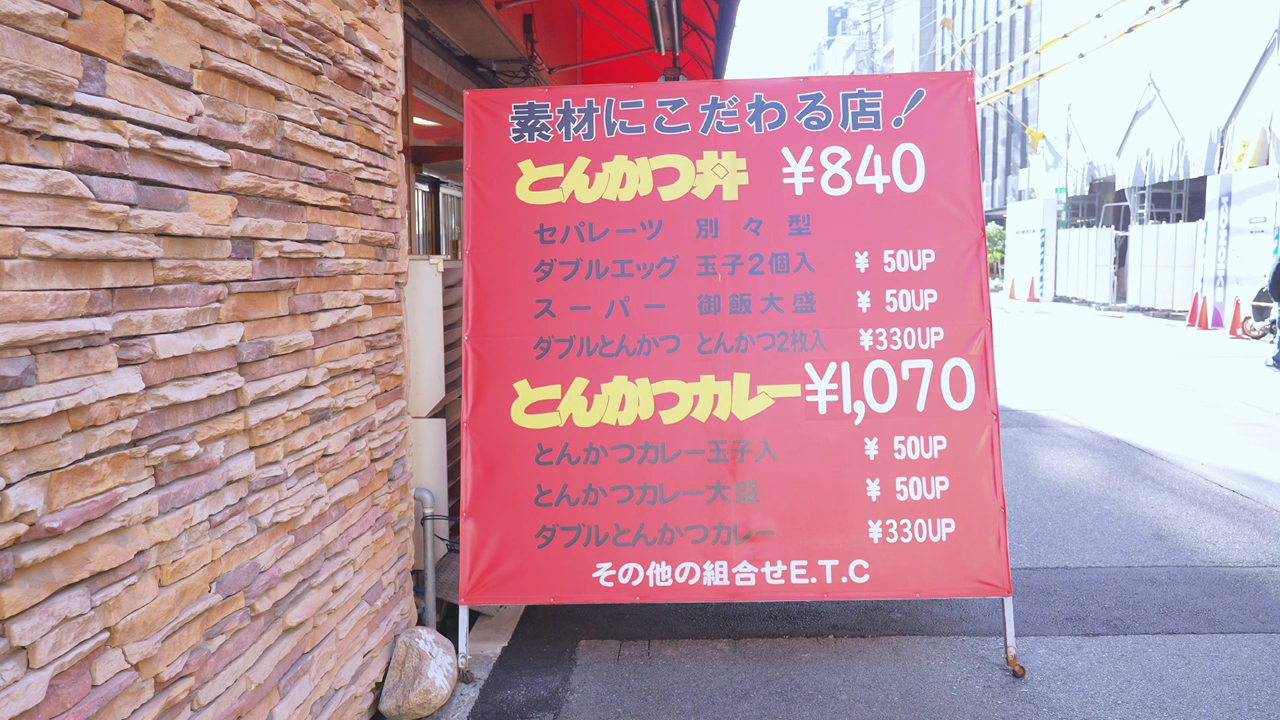 素材にこだわる店!
とんかつ丼 ¥840
セパレーツ 別々型
ダブルエッグ 玉子2個入 ¥50UP
スーパー 御飯大盛 ¥50UP
ダブルとんかつ とんかつ2枚入 ¥330UP
とんかつカレー ¥1,070
とんかつカレー玉子入 ¥50UP
とんかつカレー大盛 ¥50UP
ダブルとんかつカレー ¥330UP
その他の組合せE.T.C